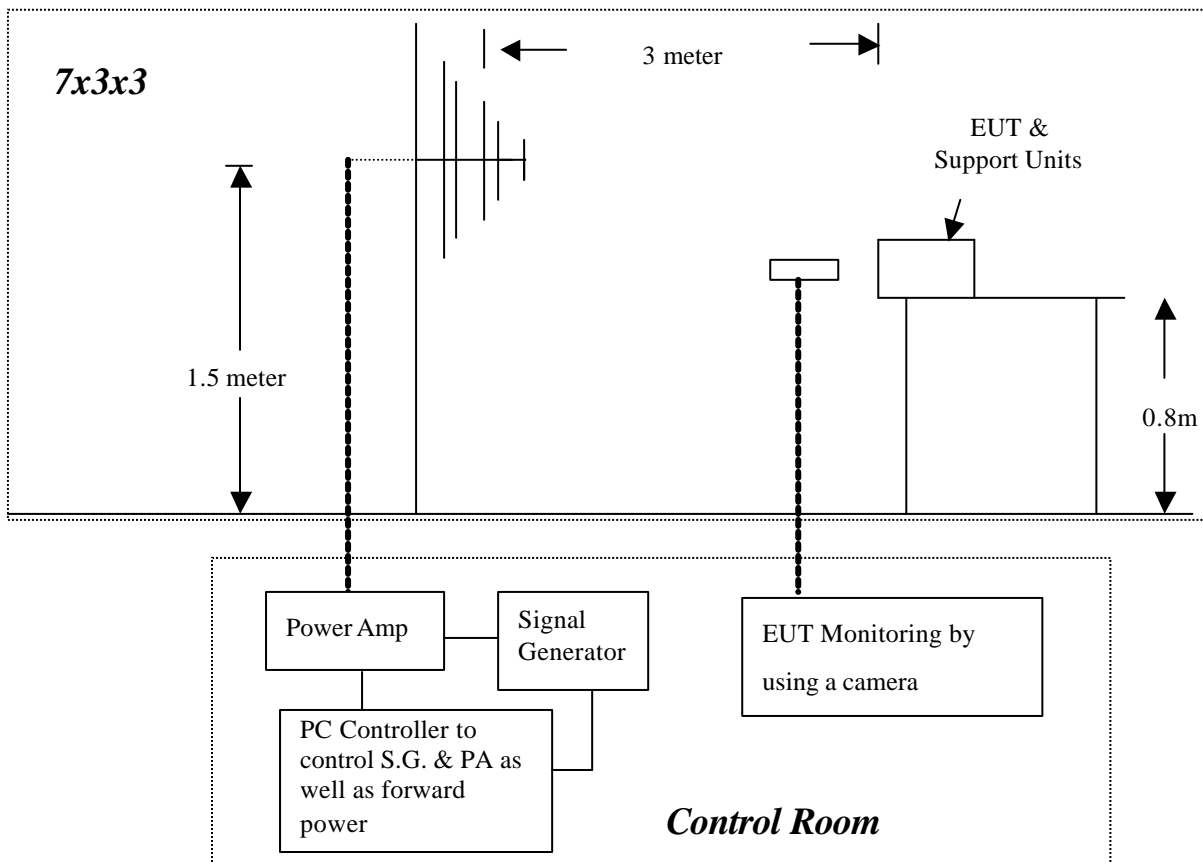 7x3x3
3 meter
EUT &
Support Units
1.5 meter
0.8m
Power Amp
Signal
Generator
EUT Monitoring by
using a camera
PC Controller to
control S.G. & PA as
well as forward
power
Control Room